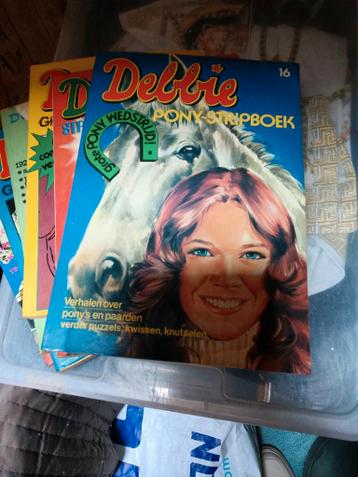 Debbie
16
PONY-STRIPBOEK
grote PONY WEDSTRIJD!
Verhalen over
pony's en paarden
verder puzzels, kwissen, knutselen